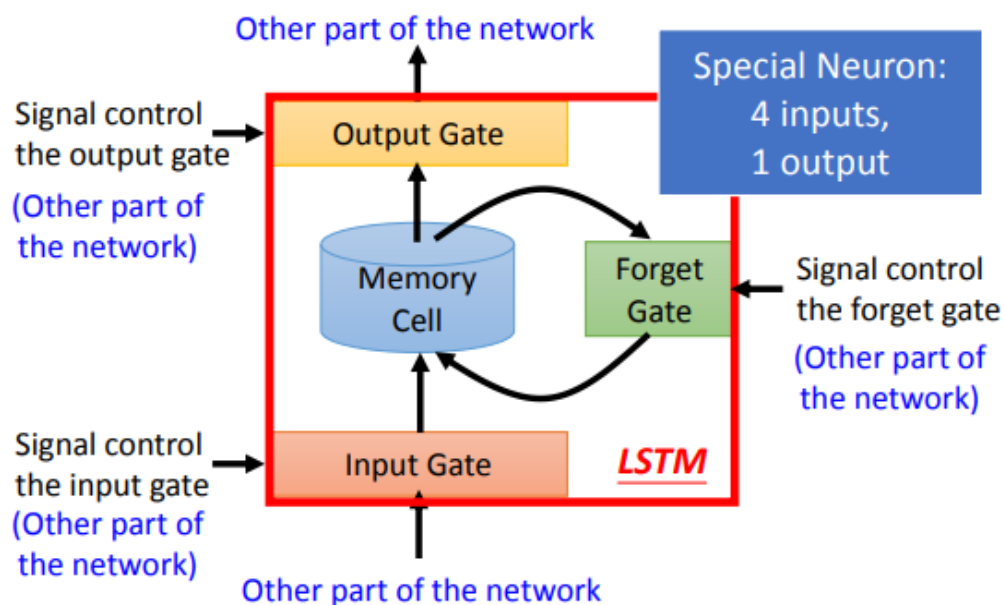 Other part of the network
Special Neuron:
4 inputs,
1 output
Signal control
the output gate
(Other part of
the network)
Output Gate
Memory
Cell
Forget
Gate
Signal control
the forget gate
(Other part of
the network)
Signal control
the input gate
(Other part of
the network)
Input Gate
LSTM
Other part of the network